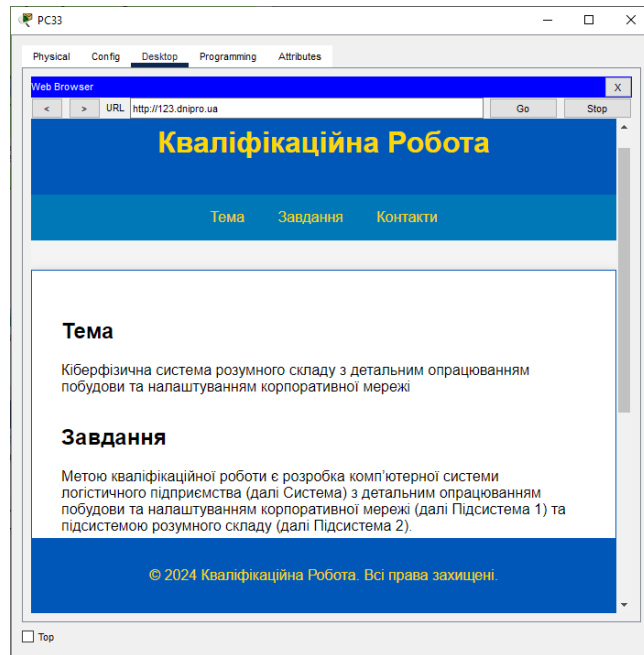 PC33
Physical Config Desktop Programming Attributes
Web Browser X
< > URL http://123.dnipro.ua Go Stop
Кваліфікаційна Робота
Тема Завдання Контакти
Тема
Кіберфізична система розумного складу з детальним опрацюванням
побудови та налаштуванням корпоративної мережі
Завдання
Метою кваліфікаційної роботи є розробка комп'ютерної системи
логістичного підприємства (далі Система) з детальним опрацюванням
побудови та налаштуванням корпоративної мережі (далі Підсистема 1) та
підсистемою розумного складу (далі Підсистема 2).
© 2024 Кваліфікаційна Робота. Всі права захищені.
Top